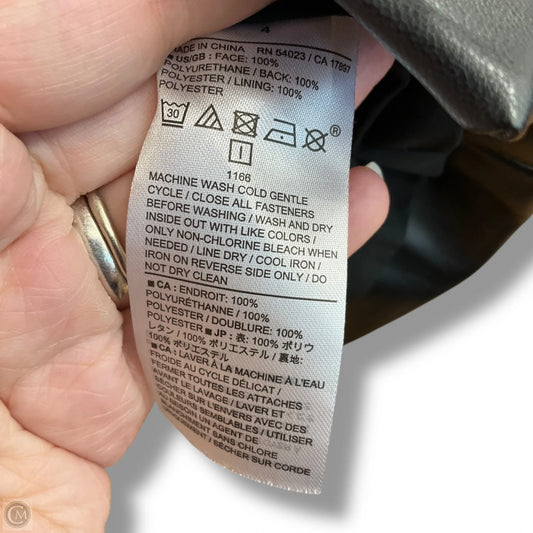 4
MADE IN CHINA RN 54023 / CA 17897
■ US/GB: FACE: 100%
POLYURETHANE / BACK: 100%
POLYESTER / LINING: 100%
POLYESTER
30
®
1166
MACHINE WASH COLD GENTLE
CYCLE / CLOSE ALL FASTENERS
BEFORE WASHING / WASH AND DRY
INSIDE OUT WITH LIKE COLORS /
ONLY NON-CHLORINE BLEACH WHEN
NEEDED / LINE DRY / COOL IRON /
IRON ON REVERSE SIDE ONLY / DO
NOT DRY CLEAN
■ CA: ENDROIT: 100%
POLYURÉTHANNE / 100%
POLYESTER / DOUBLURE: 100%
POLYESTER ■ JP: 表: 100% ポリウ
レタン / 100% ポリエステル / 裏地:
100% ポリエステル
■ CA: LAVER À LA MACHINE À L'EAU
FROIDE AU CYCLE DÉLICAT /
FERMER TOUTES LES ATTACHES
AVANT LE LAVAGE / LAVER ET
SÉCHER SUR L'ENVERS AVEC DES
COULEURS SEMBLABLES / UTILISER
AU BESOIN UN AGENT DE
BLANCHIMENT SANS CHLORE
/ SÉCHER SUR CORDE
CM